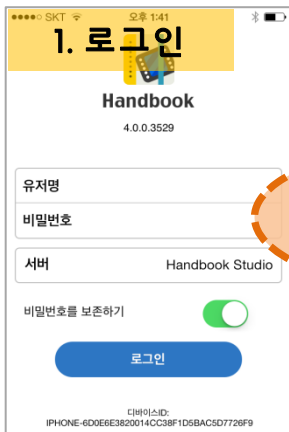 SKT 오후 1:41
1. 로그인
Handbook
4.0.0.3529
유저명
비밀번호
서버 Handbook Studio
비밀번호를 보존하기
로그인
디바이스ID:
IPHONE-6D0E6E3820014CC38F1D5BAC5D7726F9